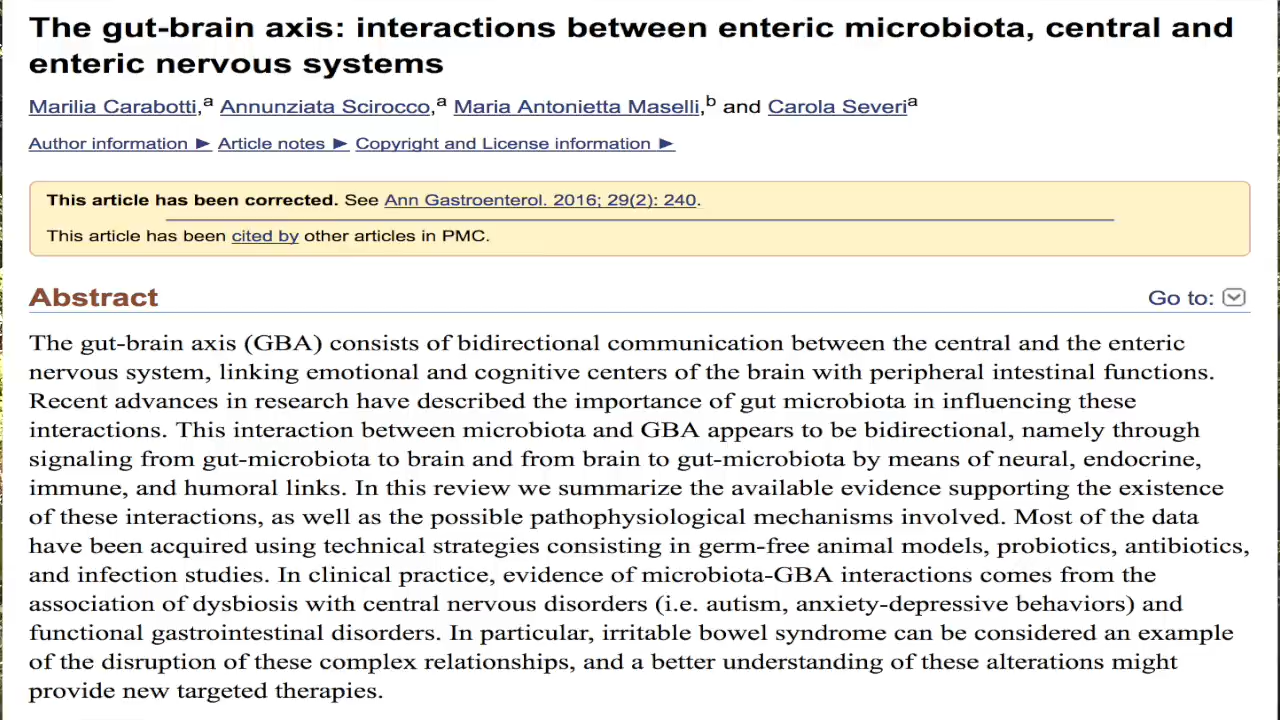 The gut-brain axis: interactions between enteric microbiota, central and
enteric nervous systems
Marilia Carabotti,a Annunziata Scirocco,a Maria Antonietta Maselli,b and Carola Severia
Author information ► Article notes ► Copyright and License information ►
This article has been corrected. See Ann Gastroenterol. 2016; 29(2): 240.
This article has been cited by other articles in PMC.
Abstract
Go to:
The gut-brain axis (GBA) consists of bidirectional communication between the central and the enteric
nervous system, linking emotional and cognitive centers of the brain with peripheral intestinal functions.
Recent advances in research have described the importance of gut microbiota in influencing these
interactions. This interaction between microbiota and GBA appears to be bidirectional, namely through
signaling from gut-microbiota to brain and from brain to gut-microbiota by means of neural, endocrine,
immune, and humoral links. In this review we summarize the available evidence supporting the existence
of these interactions, as well as the possible pathophysiological mechanisms involved. Most of the data
have been acquired using technical strategies consisting in germ-free animal models, probiotics, antibiotics,
and infection studies. In clinical practice, evidence of microbiota-GBA interactions comes from the
association of dysbiosis with central nervous disorders (i.e. autism, anxiety-depressive behaviors) and
functional gastrointestinal disorders. In particular, irritable bowel syndrome can be considered an example
of the disruption of these complex relationships, and a better understanding of these alterations might
provide new targeted therapies.